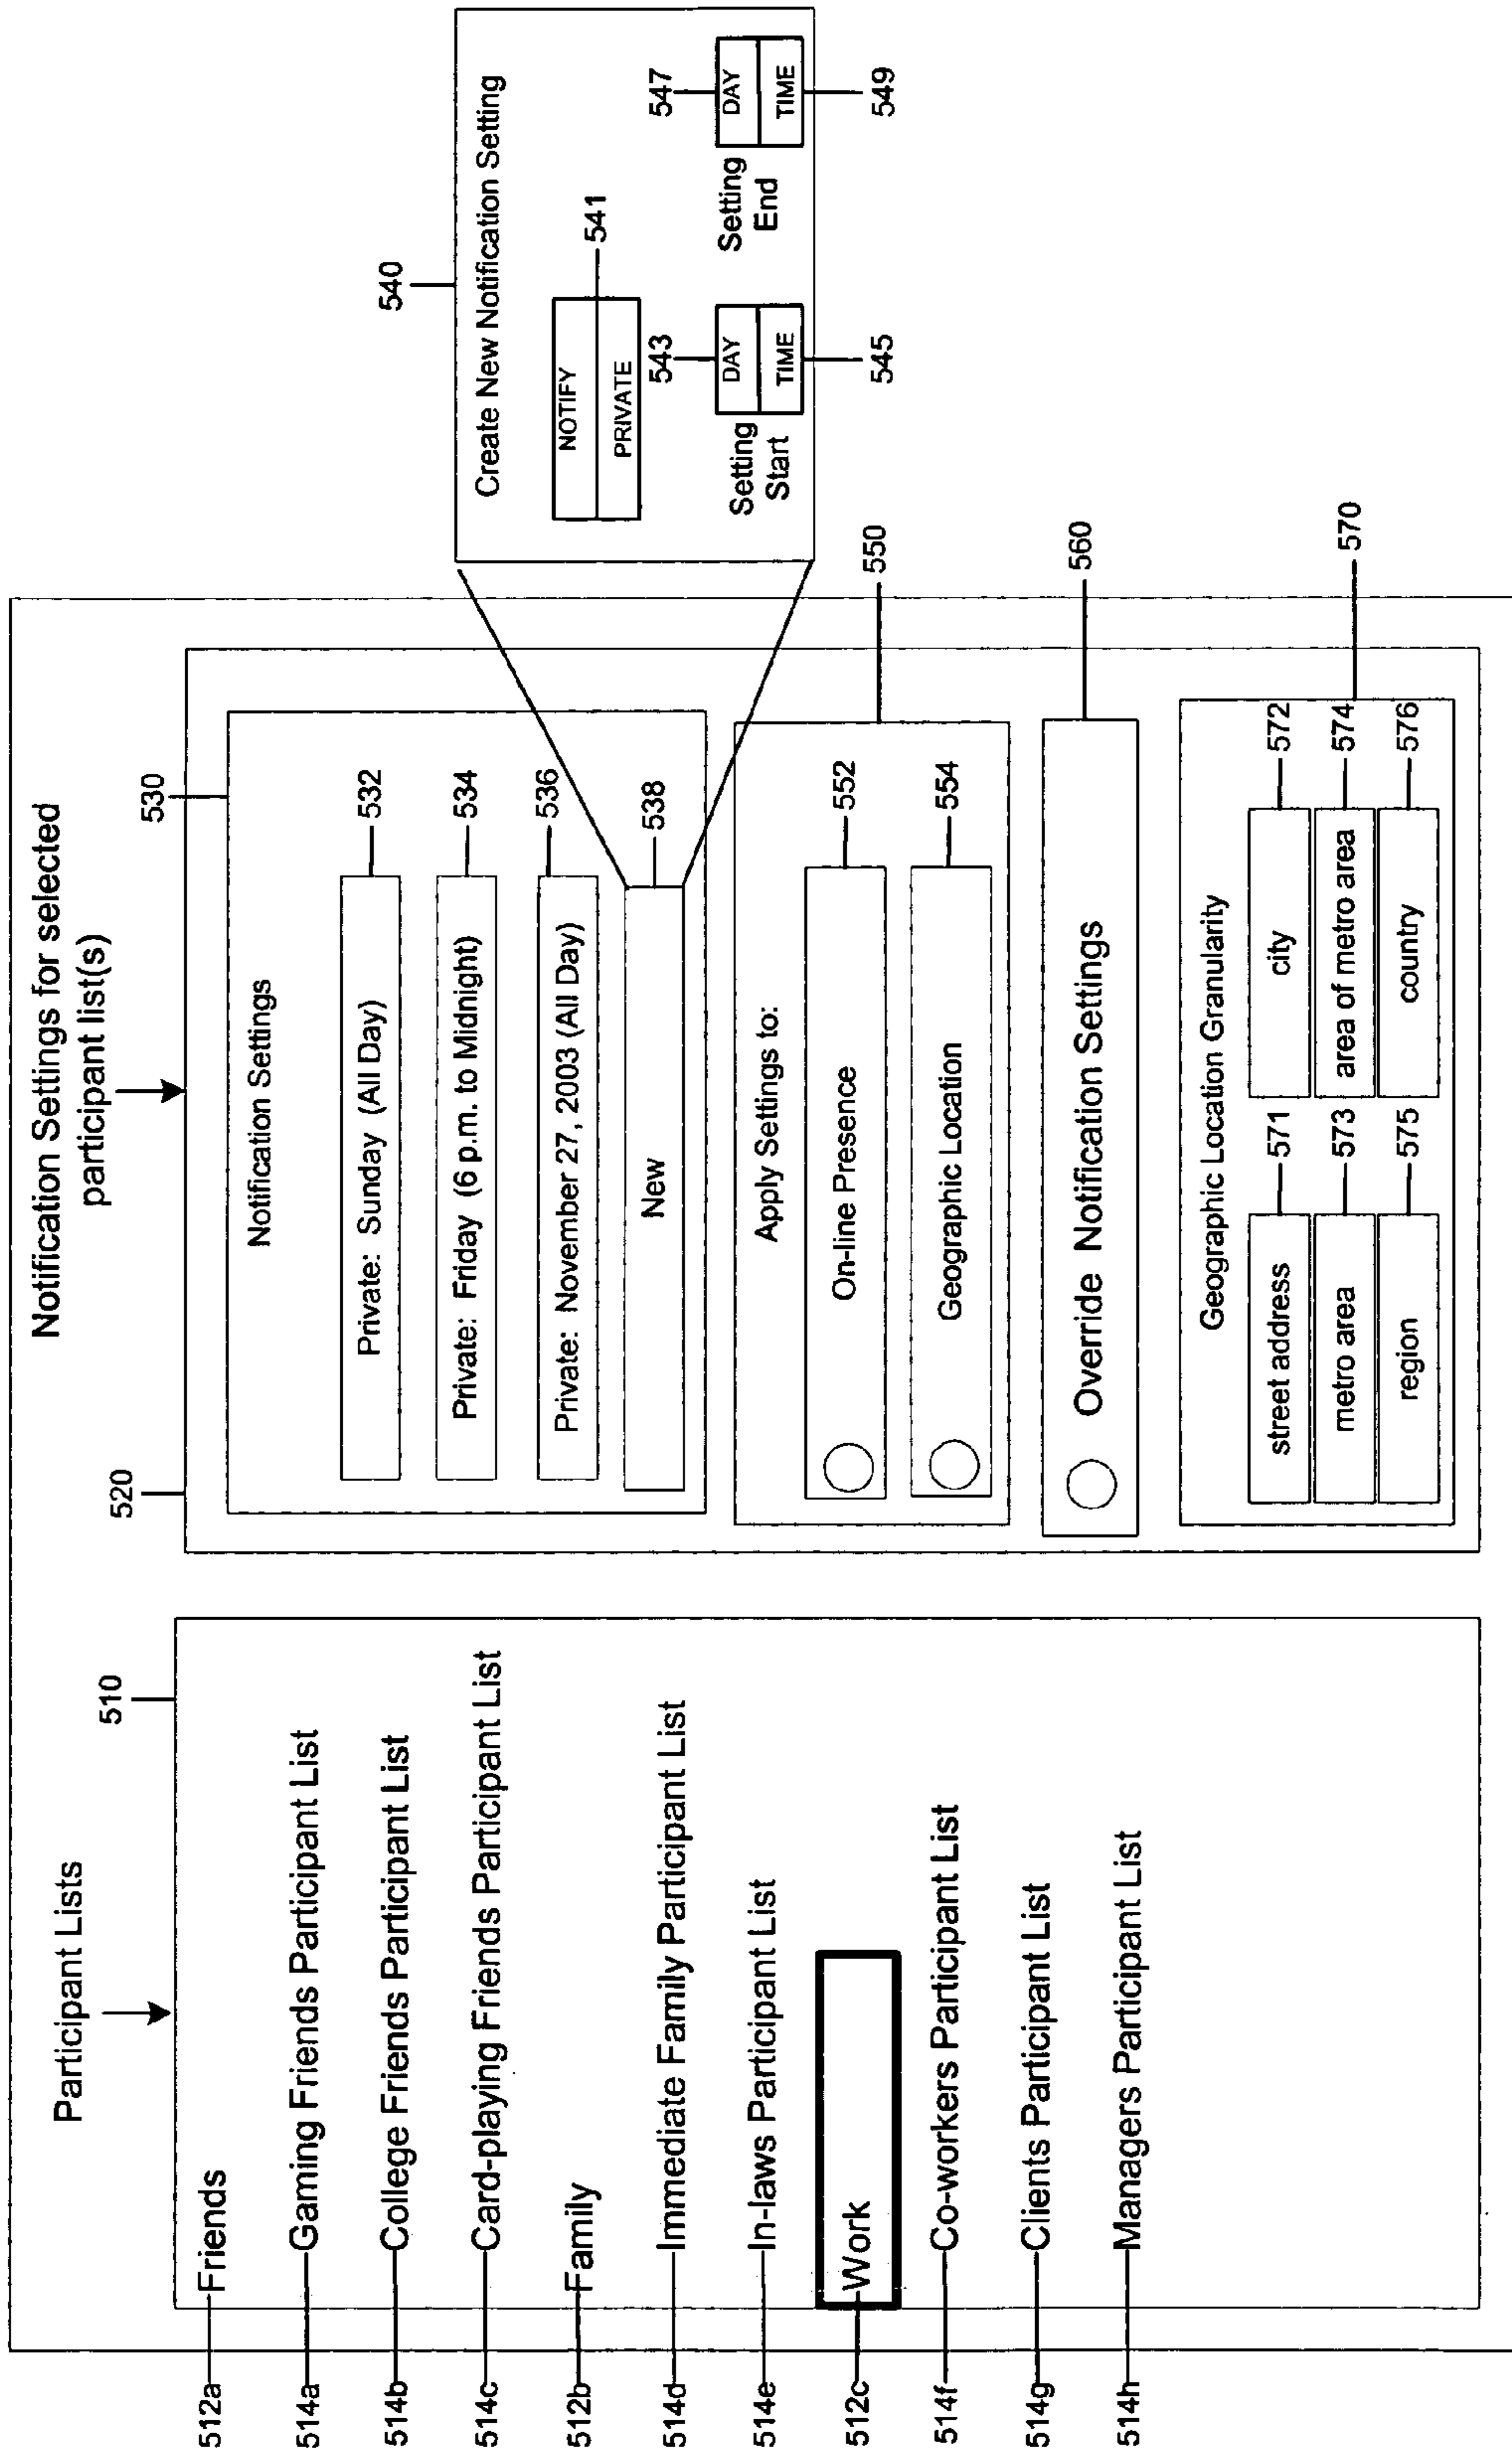 Participant Lists
510
512a
Friends
514a
Gaming Friends Participant List
514b
College Friends Participant List
514c
Card-playing Friends Participant List
512b
Family
514d
Immediate Family Participant List
514e
In-laws Participant List
512c
Work
514f
Co-workers Participant List
514g
Clients Participant List
514h
Managers Participant List
Notification Settings for selected
participant list(s)
520
530
Notification Settings
Private: Sunday (All Day)
532
Private: Friday (6 p.m. to Midnight)
534
Private: November 27, 2003 (All Day)
536
New
538
Apply Settings to:
550
On-line Presence
552
Geographic Location
554
Override Notification Settings
560
Geographic Location Granularity
570
street address
571
city
572
metro area
573
area of metro area
574
region
575
country
576
540
Create New Notification Setting
NOTIFY
PRIVATE
541
543
547
Setting
Start
DAY
TIME
Setting
End
DAY
TIME
545
549